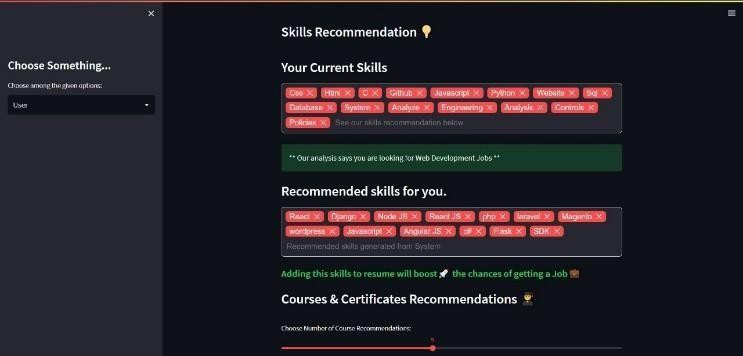 Choose Something...
Choose among the given options:
User
Skills Recommendation
Your Current Skills
Css Html C Github Javascript Python Website Sql
Database System Analyze Engineering Analysis Controls
Policies See our skills recommendation below
** Our analysis says you are looking for Web Development Jobs **
Recommended skills for you.
React Django Node JS React JS php laravel Magento
wordpress Javascript Angular JS c# Flask SDK
Recommended skills generated from System
Adding this skills to resume will boost the chances of getting a Job
Courses & Certificates Recommendations
Choose Number of Course Recommendations: